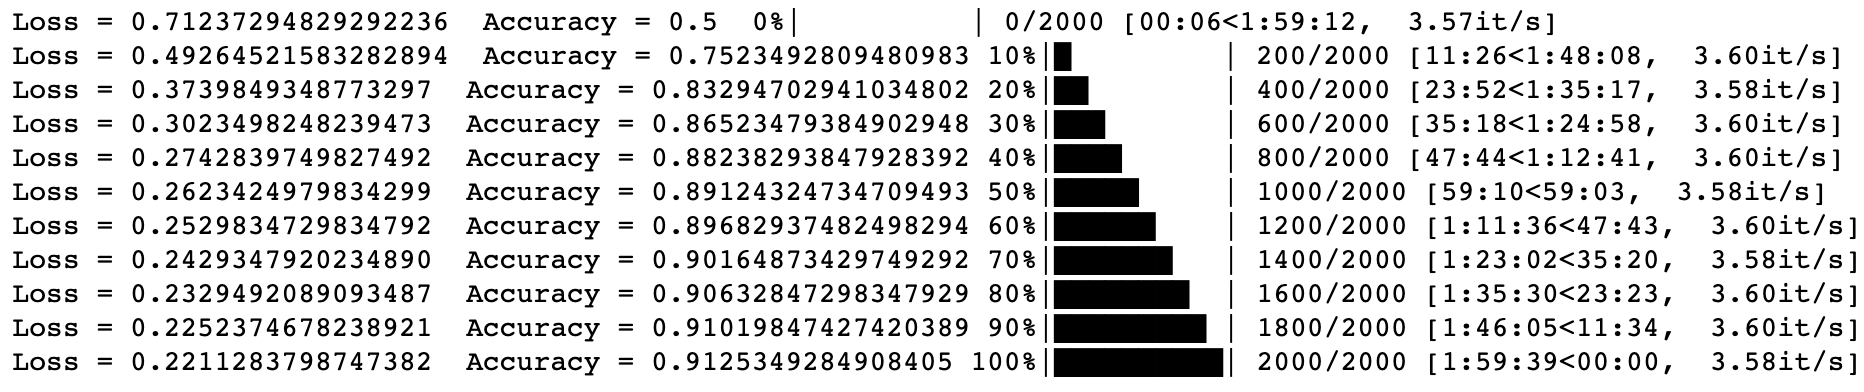 Loss = 0.71237294829292236  Accuracy = 0.5  0%|          | 0/2000 [00:06<1:59:12,  3.57it/s]
Loss = 0.49264521583282894  Accuracy = 0.7523492809480983 10%|█         | 200/2000 [11:26<1:48:08,  3.60it/s]
Loss = 0.3739849348773297  Accuracy = 0.83294702941034802 20%|██        | 400/2000 [23:52<1:35:17,  3.58it/s]
Loss = 0.3023498248239473  Accuracy = 0.86523479384902948 30%|███       | 600/2000 [35:18<1:24:58,  3.60it/s]
Loss = 0.2742839749827492  Accuracy = 0.88238293847928392 40%|████      | 800/2000 [47:44<1:12:41,  3.60it/s]
Loss = 0.2623424979834299  Accuracy = 0.89124324734709493 50%|█████     | 1000/2000 [59:10<59:03,  3.58it/s]
Loss = 0.2529834729834792  Accuracy = 0.89682937482498294 60%|██████    | 1200/2000 [1:11:36<47:43,  3.60it/s]
Loss = 0.2429347920234890  Accuracy = 0.90164873429749292 70%|███████   | 1400/2000 [1:23:02<35:20,  3.58it/s]
Loss = 0.2329492089093487  Accuracy = 0.90632847298347929 80%|████████  | 1600/2000 [1:35:30<23:23,  3.60it/s]
Loss = 0.2252374678238921  Accuracy = 0.91019847427420389 90%|█████████ | 1800/2000 [1:46:05<11:34,  3.60it/s]
Loss = 0.2211283798747382  Accuracy = 0.9125349284908405 100%|██████████| 2000/2000 [1:59:39<00:00,  3.58it/s]